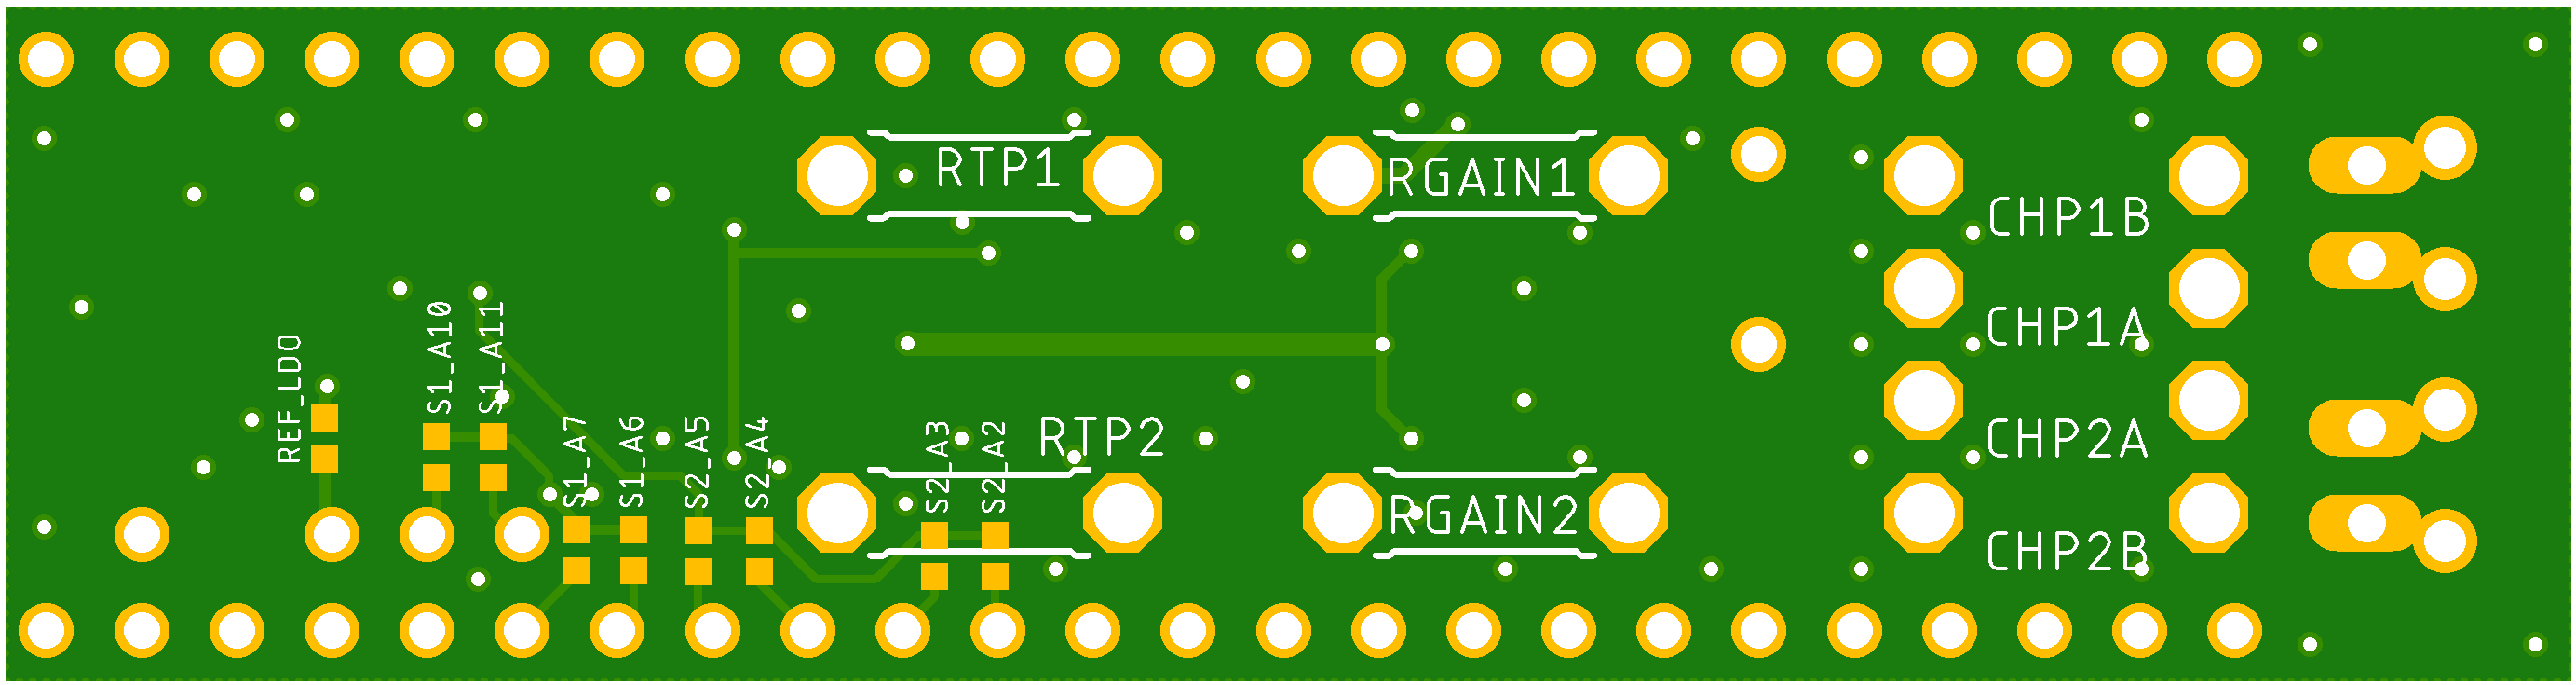 RTP1
RGAIN1
CHP1B
CHP1A
REF_LDO
S1_A10
S1_A11
S1_A7
S1_A6
S2_A5
S2_A4
S2_A3
S2_A2
RTP2
CHP2A
RGAIN2
CHP2B